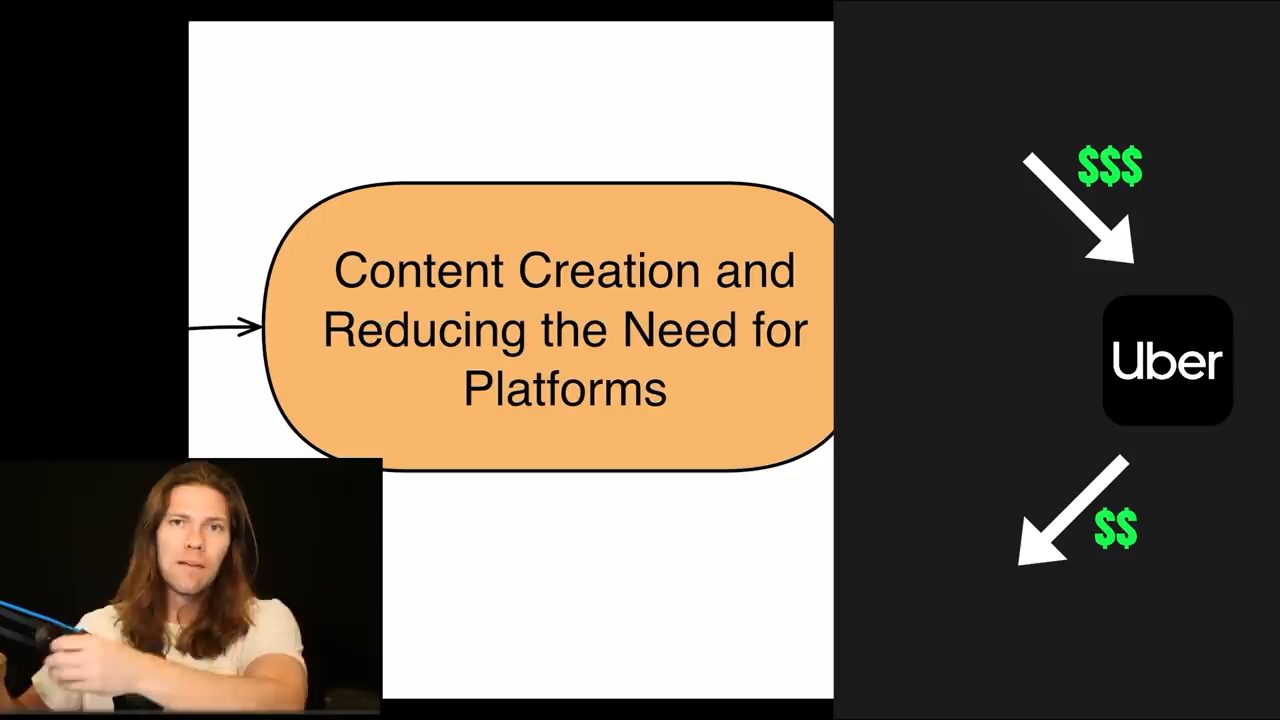 Content Creation and
Reducing the Need for
Platforms
$$$
Uber
$$